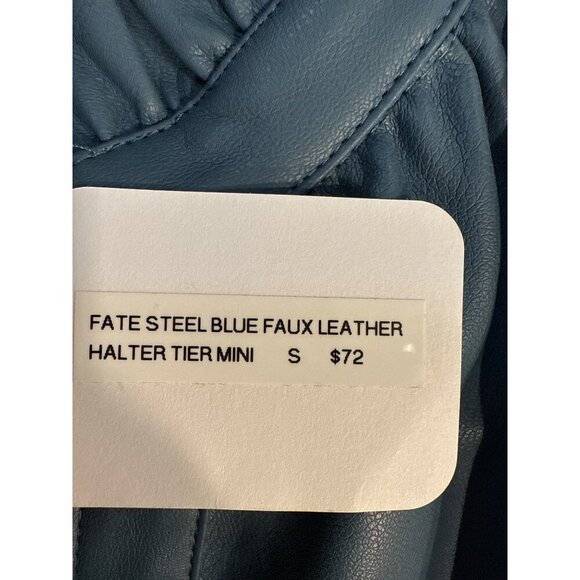 FATE STEEL BLUE FAUX LEATHER
HALTER TIER MINI S $72